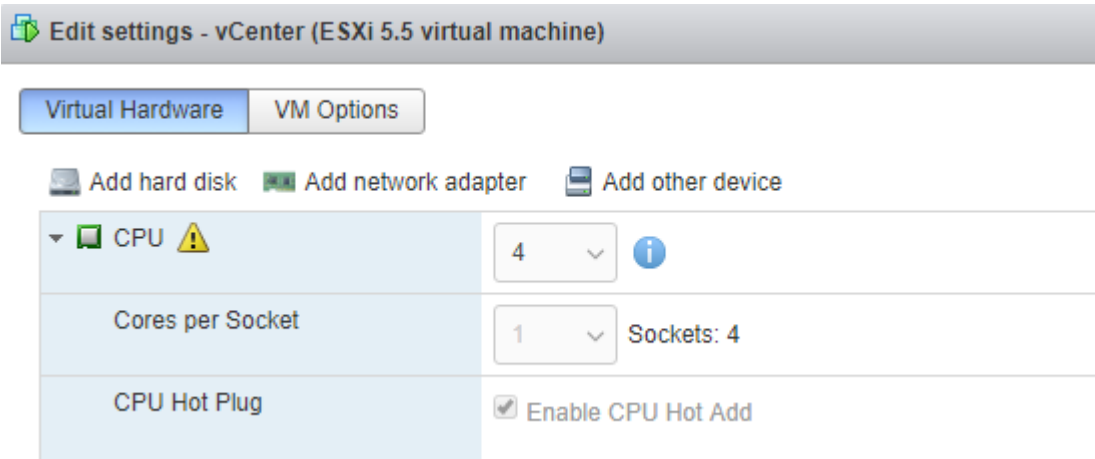 Edit settings - vCenter (ESXi 5.5 virtual machine)
Virtual Hardware VM Options
Add hard disk Add network adapter Add other device
CPU 4
Cores per Socket 1 Sockets: 4
CPU Hot Plug Enable CPU Hot Add